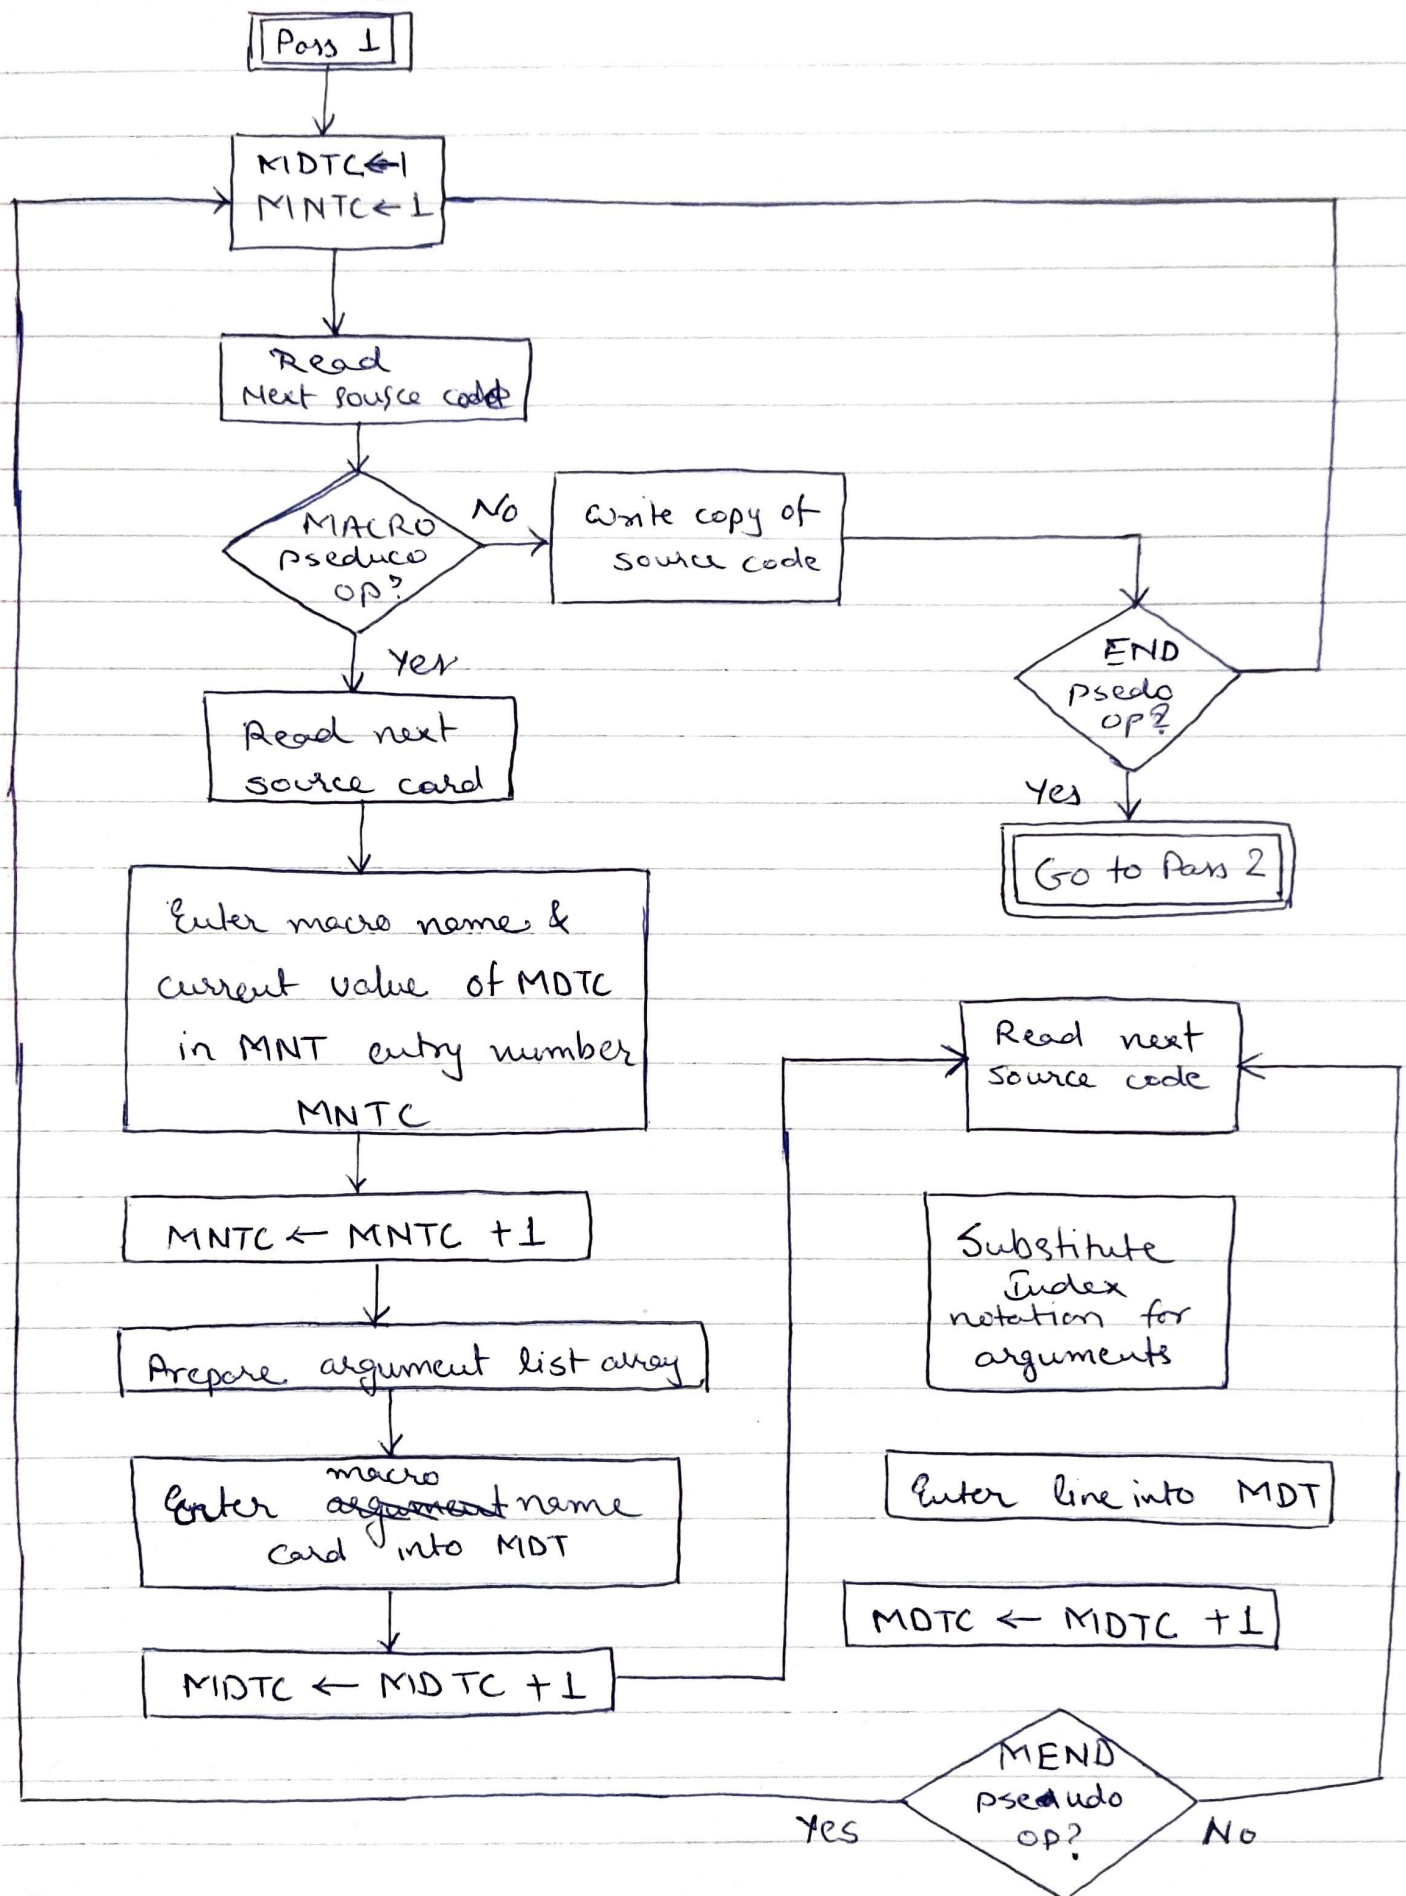 Pass 1
MDTC←1
MNTC←1
Read
Next source code
MACRO
pseduco
op?
No
Write copy of
source code
Yes
END
psedo
op?
Yes
Go to Pass 2
Read next
source card
Enter macro name &
current value of MDTC
in MNT entry number
MNTC
MNTC ← MNTC +1
Prepare argument list array
macro
Enter argument name
card into MDT
MDTC ← MDTC +1
Read next
source code
Substitute
Index
notation for
arguments
Enter line into MDT
MDTC ← MDTC +1
MEND
pseudo
op?
Yes
No